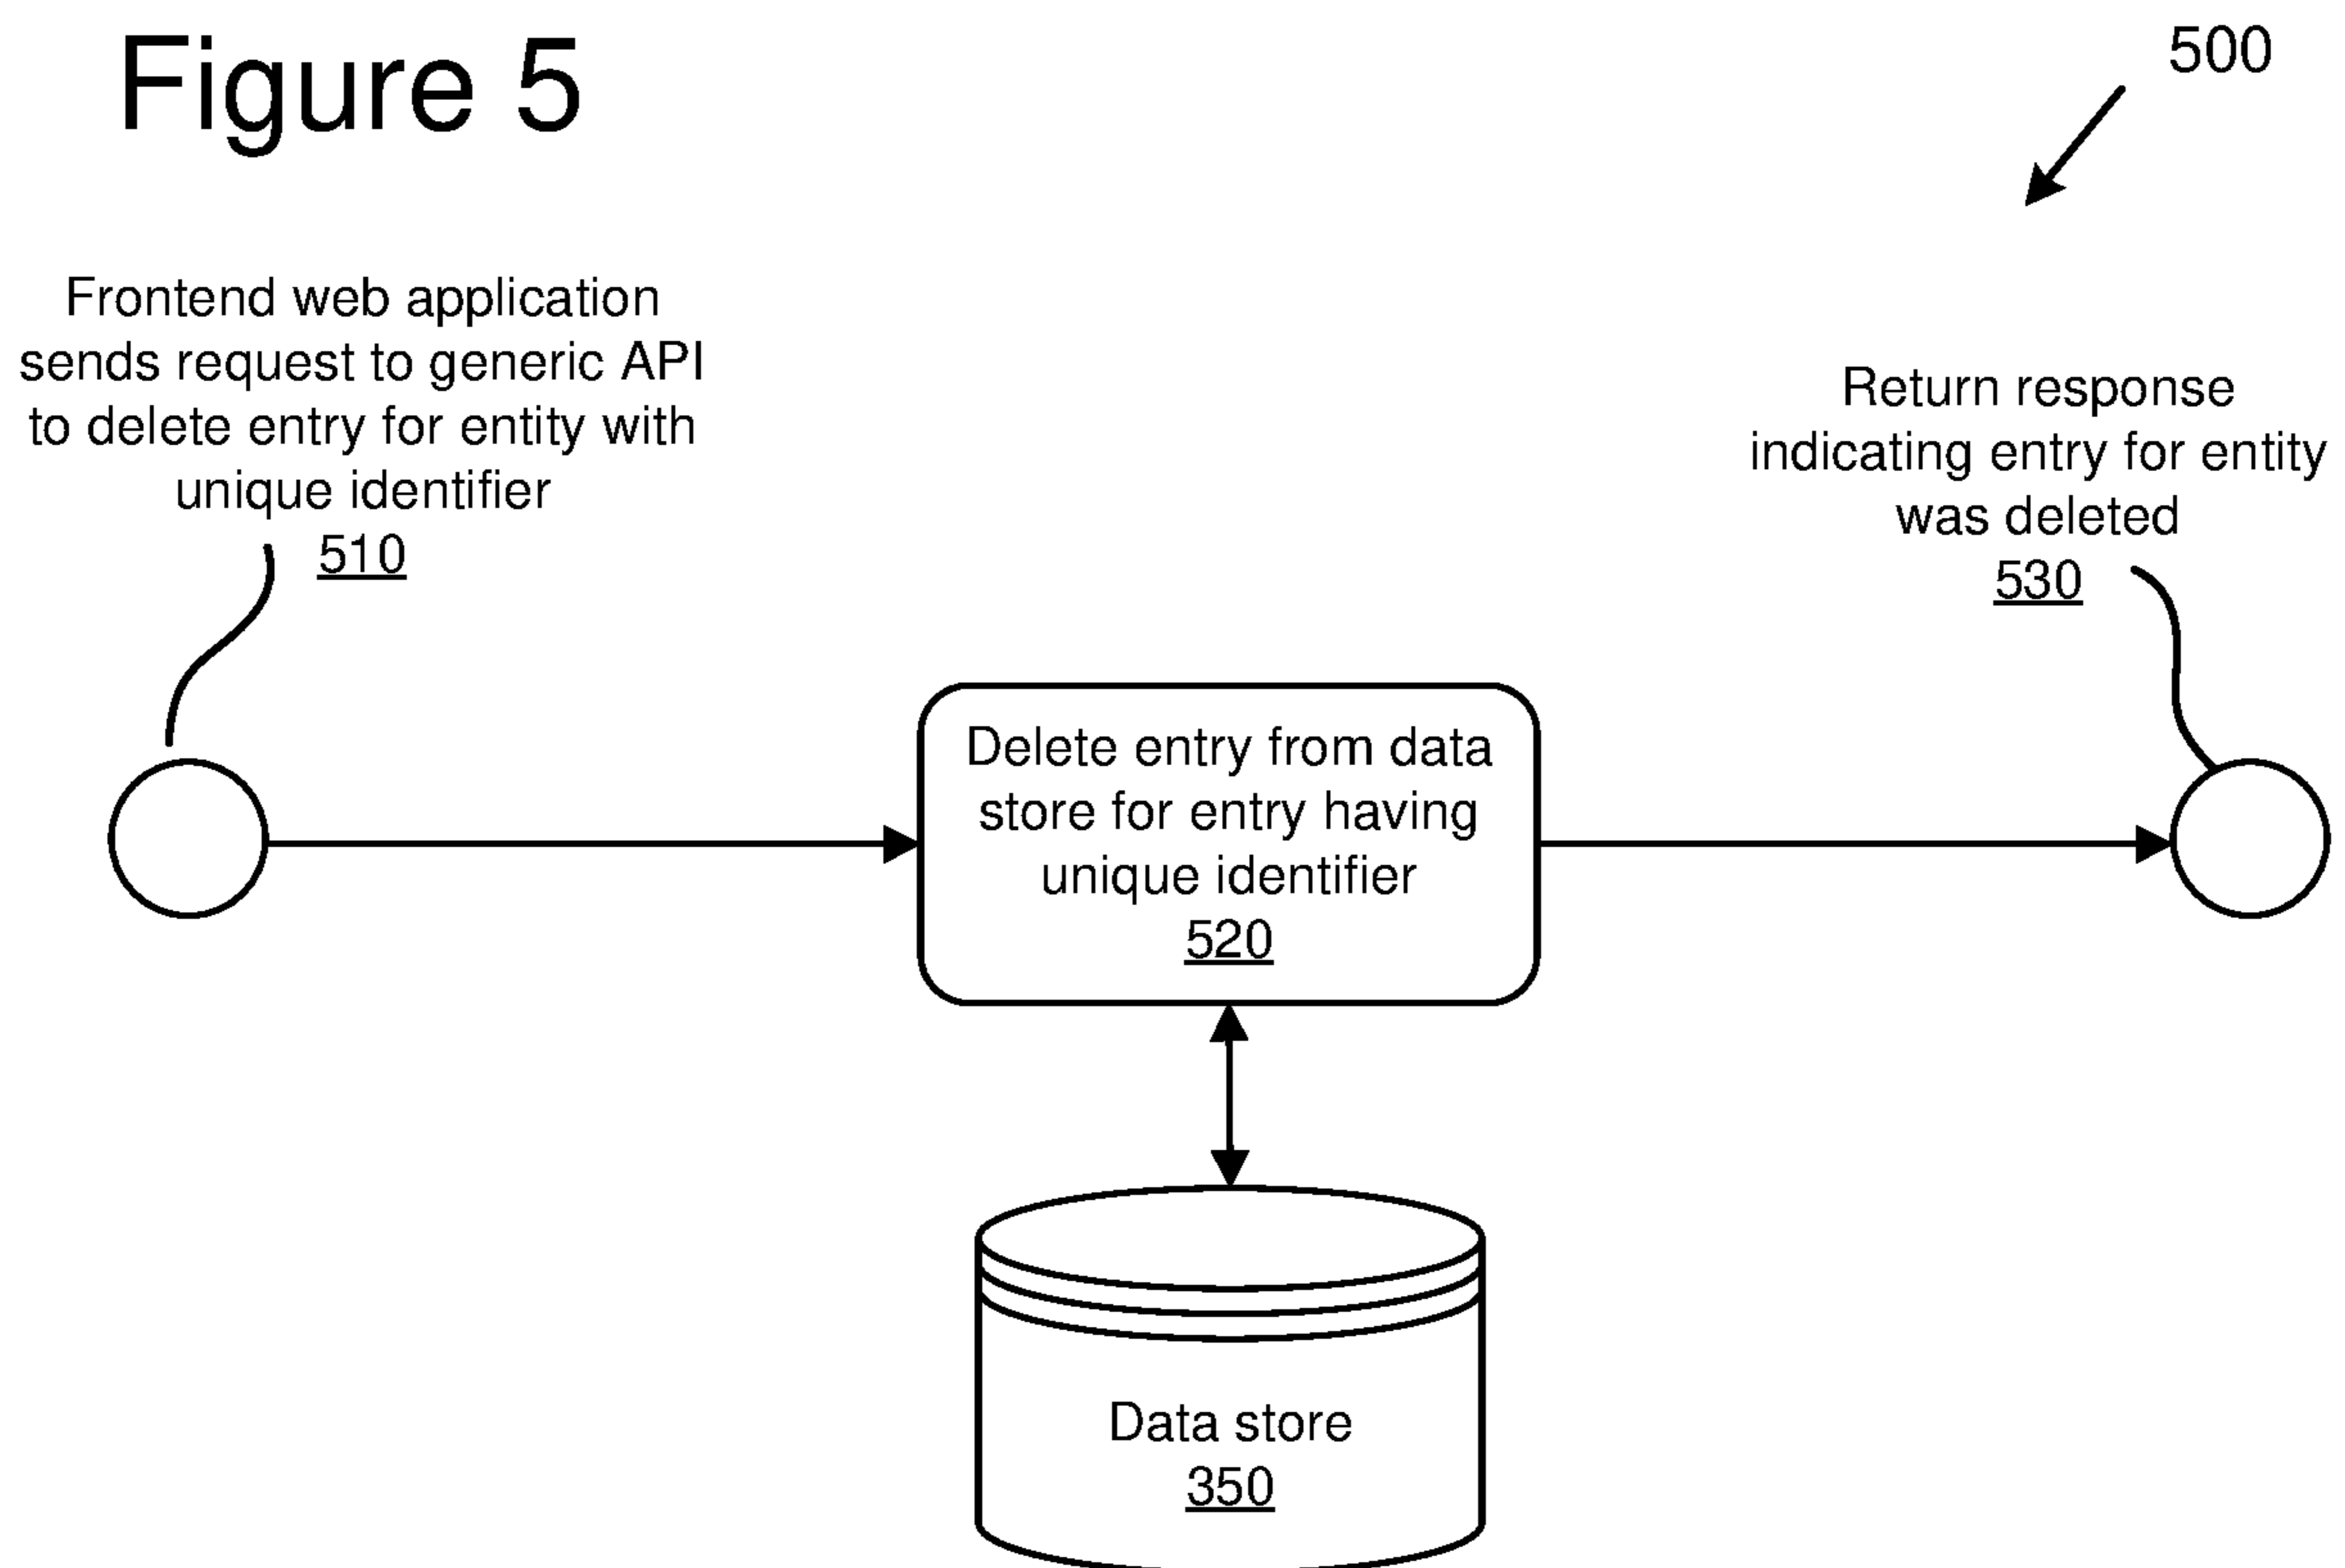 Figure 5
500
Frontend web application
sends request to generic API
to delete entry for entity with
unique identifier
510
Return response
indicating entry for entity
was deleted
530
Delete entry from data
store for entry having
unique identifier
520
Data store
350